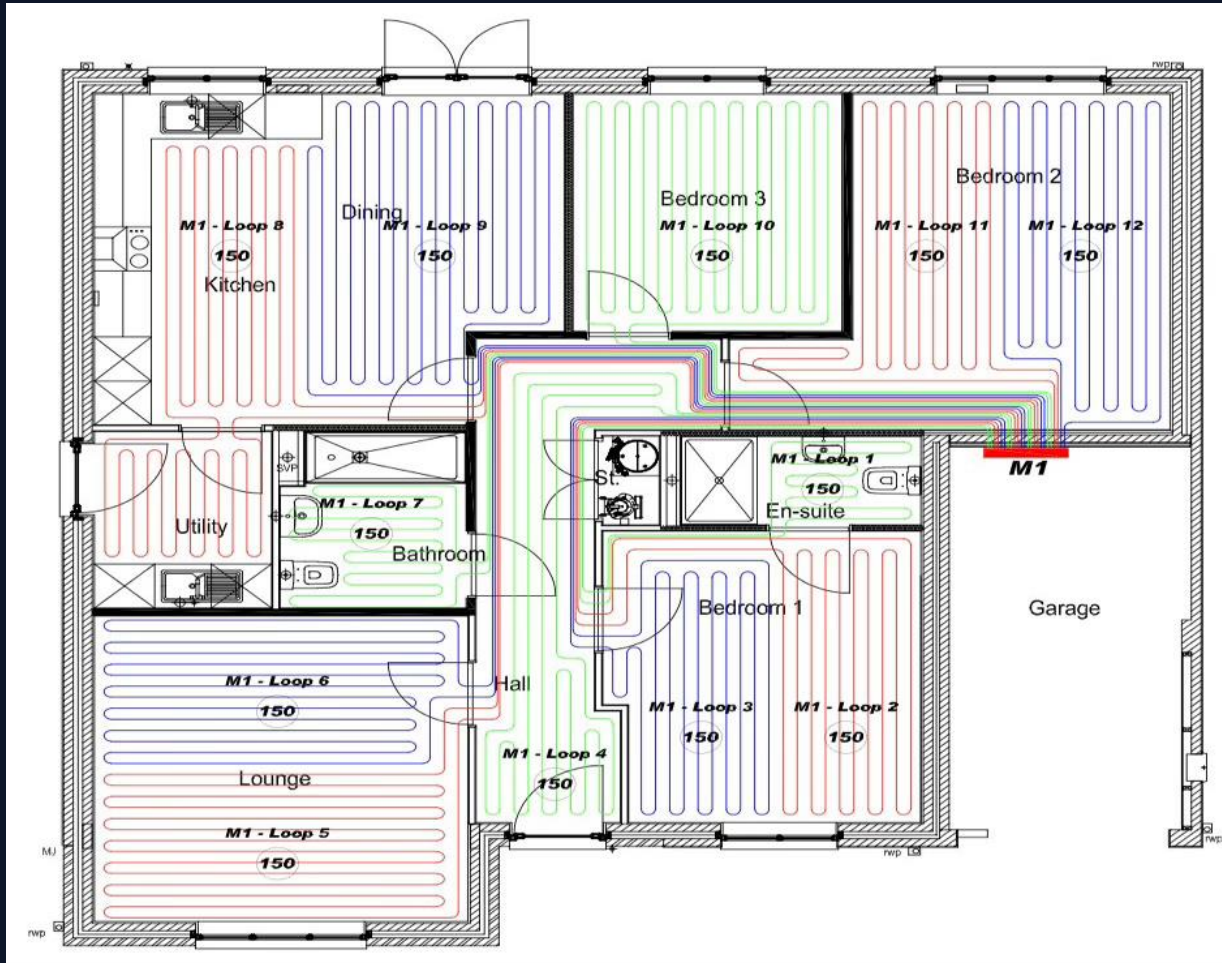 rwp
Bedroom 2
Bedroom 3
Dining
M1 - Loop 8
M1 - Loop 9
M1 - Loop 10
M1 - Loop 11
M1 - Loop 12
150
150
150
150
150
Kitchen
M1
SVP
St.
M1 - Loop 1
150
En-suite
M1 - Loop 7
150
Utility
Bathroom
Bedroom 1
Garage
M1 - Loop 6
150
Hall
M1 - Loop 3
150
M1 - Loop 2
150
M1 - Loop 4
150
Lounge
M1 - Loop 5
150
MJ
rwp
rwp
rwp